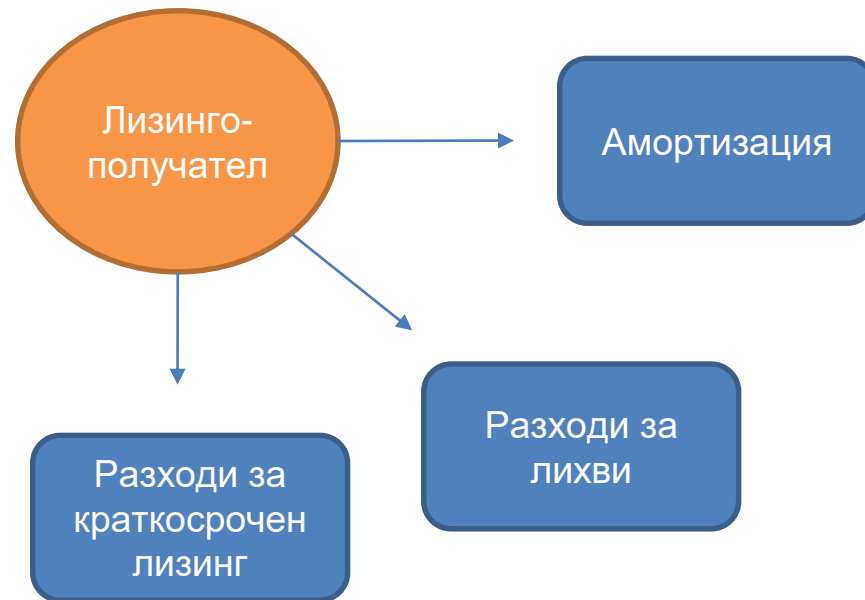 Лизинго-
получател
Амортизация
Разходи за
лихви
Разходи за
краткосрочен
лизинг